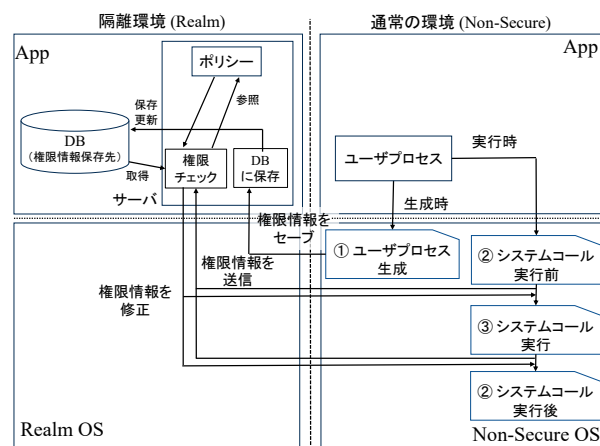 隔離環境 (Realm)
通常の環境 (Non-Secure)
App
App
ポリシー
保存
更新
参照
DB
(権限情報保存先)
取得
権限
チェック
DB
に保存
サーバ
ユーザプロセス
実行時
生成時
権限情報を
セーブ
① ユーザプロセス
生成
② システムコール
実行前
権限情報を
送信
権限情報を
修正
③ システムコール
実行
② システムコール
実行後
Realm OS
Non-Secure OS